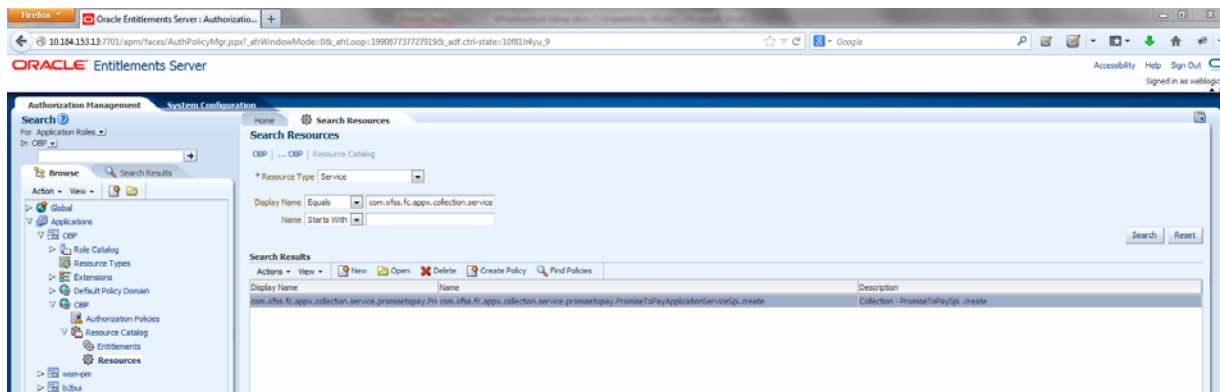 Firefox
Oracle Entitlements Server : Authorizatio...
10.184.153.13:7701/apm/faces/AuthPolicyMgr.jspx?_afrWindowMode=0&_afrLoop=199087737727919&_adf.ctrl-state=10f81lr4yu_9
Google
ORACLE Entitlements Server
Accessibility Help Sign Out
Signed in as weblogic
Authorization Management System Configuration
Search
For Application Roles
In OBP
Browse Search Results
Action View
Global
Applications
OBP
Role Catalog
Resource Types
Extensions
Default Policy Domain
OBP
Authorization Policies
Resource Catalog
Entitlements
Resources
wsm-pm
b2bui
Home Search Resources
Search Resources
OBP | ... OBP | Resource Catalog
* Resource Type Service
Display Name Equals com.ofss.fc.appx.collection.service
Name Starts With
Search Reset
Search Results
Actions View New Open Delete Create Policy Find Policies
Display Name Name Description
com.ofss.fc.appx.collection.service.promisetopay.Pro com.ofss.fc.appx.collection.service.promisetopay.PromiseToPayApplicationServiceSpi.create Collection - PromiseToPaySpi .create